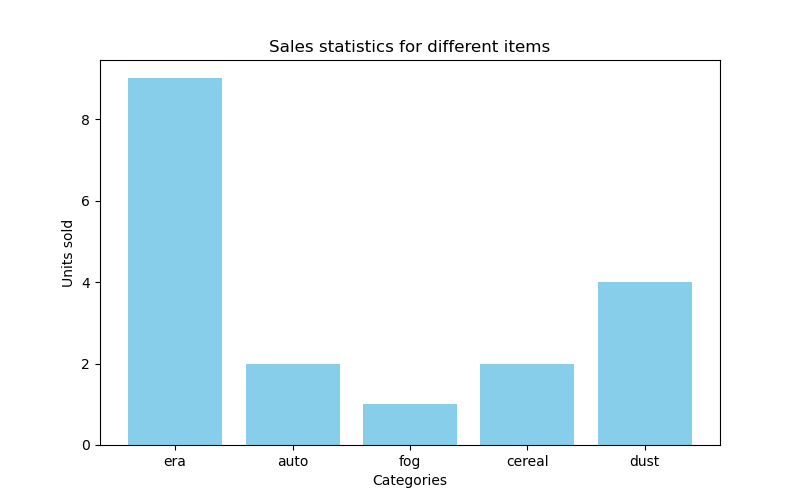 Sales statistics for different items
Units sold
8
6
4
2
0
era auto fog cereal dust
Categories